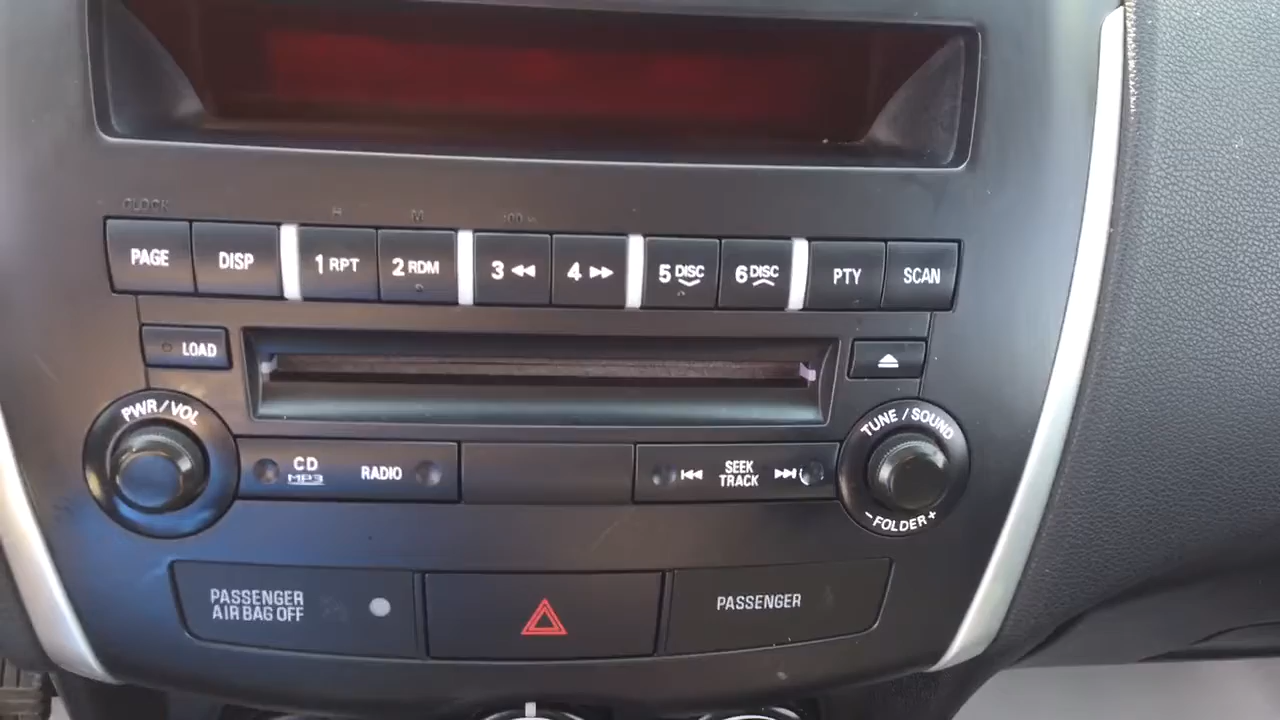 CLOCK
H
M
:00
PAGE
DISP
1 RPT
2 RDM
3
4
5 DISC
6 DISC
PTY
SCAN
LOAD
PWR/VOL
TUNE / SOUND
CD
MP3
RADIO
SEEK
TRACK
- FOLDER +
PASSENGER
AIR BAG OFF
PASSENGER